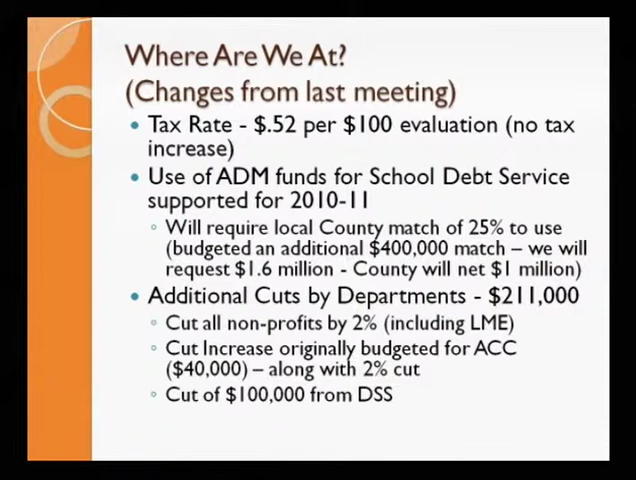 Where Are We At?
(Changes from last meeting)
• Tax Rate - $.52 per $100 evaluation (no tax
increase)
• Use of ADM funds for School Debt Service
supported for 2010-11
◦ Will require local County match of 25% to use
(budgeted an additional $400,000 match – we will
request $1.6 million - County will net $1 million)
• Additional Cuts by Departments - $211,000
◦ Cut all non-profits by 2% (including LME)
◦ Cut Increase originally budgeted for ACC
($40,000) – along with 2% cut
◦ Cut of $100,000 from DSS